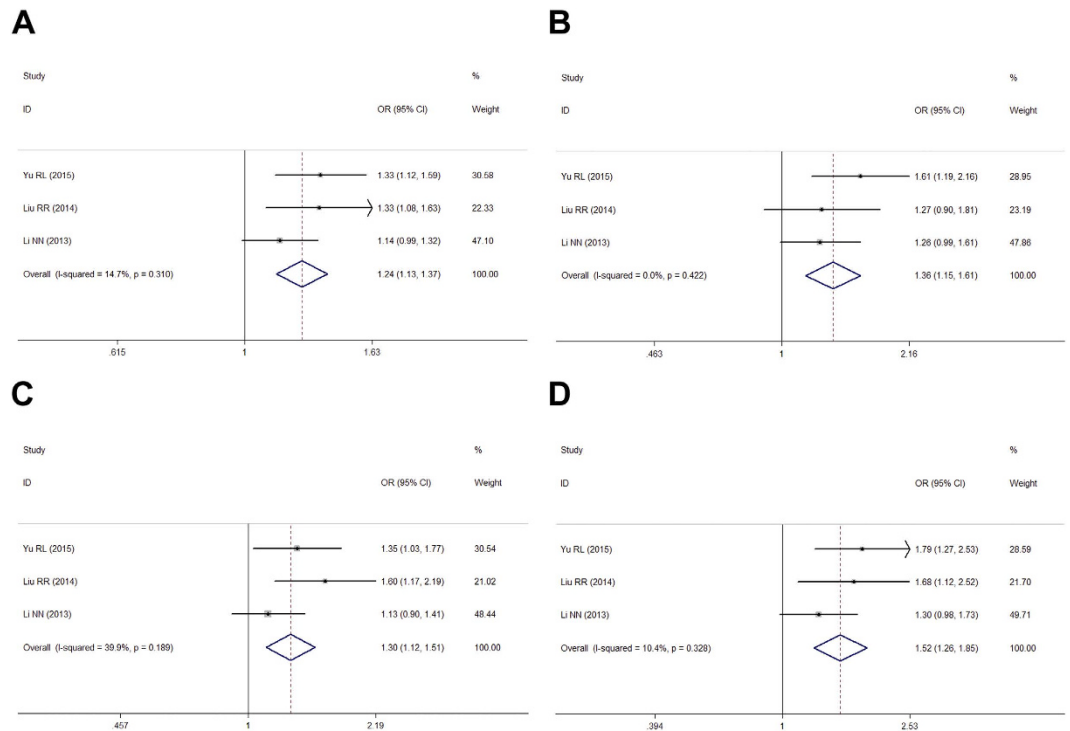 A
Study %
ID OR (95% CI) Weight
Yu RL (2015) 1.33 (1.12, 1.59) 30.58
Liu RR (2014) 1.33 (1.08, 1.63) 22.33
Li NN (2013) 1.14 (0.99, 1.32) 47.10
Overall (I-squared = 14.7%, p = 0.310) 1.24 (1.13, 1.37) 100.00
.615 1 1.63
B
Study %
ID OR (95% CI) Weight
Yu RL (2015) 1.61 (1.19, 2.16) 28.95
Liu RR (2014) 1.27 (0.90, 1.81) 23.19
Li NN (2013) 1.26 (0.99, 1.61) 47.86
Overall (I-squared = 0.0%, p = 0.422) 1.36 (1.15, 1.61) 100.00
.463 1 2.16
C
Study %
ID OR (95% CI) Weight
Yu RL (2015) 1.35 (1.03, 1.77) 30.54
Liu RR (2014) 1.60 (1.17, 2.19) 21.02
Li NN (2013) 1.13 (0.90, 1.41) 48.44
Overall (I-squared = 39.9%, p = 0.189) 1.30 (1.12, 1.51) 100.00
.457 1 2.19
D
Study %
ID OR (95% CI) Weight
Yu RL (2015) 1.79 (1.27, 2.53) 28.59
Liu RR (2014) 1.68 (1.12, 2.52) 21.70
Li NN (2013) 1.30 (0.98, 1.73) 49.71
Overall (I-squared = 10.4%, p = 0.328) 1.52 (1.26, 1.85) 100.00
.394 1 2.53